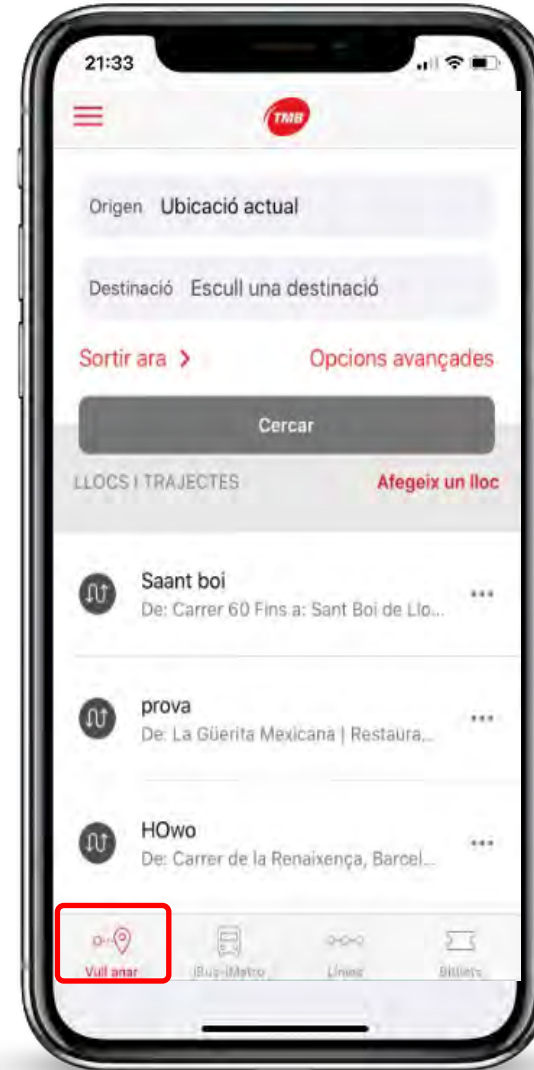 21:33
TMB
Origen Ubicació actual
Destinació Escull una destinació
Sortir ara > Opcions avançades
Cercar
LLOCS I TRAJECTES Afegeix un lloc
Saant boi
De: Carrer 60 Fins a: Sant Boi de Llo...
prova
De: La Güerita Mexicana | Restaura...
HOwo
De: Carrer de la Renaixença, Barcel...
Vull anar iBus-iMetro Línies Bitllets